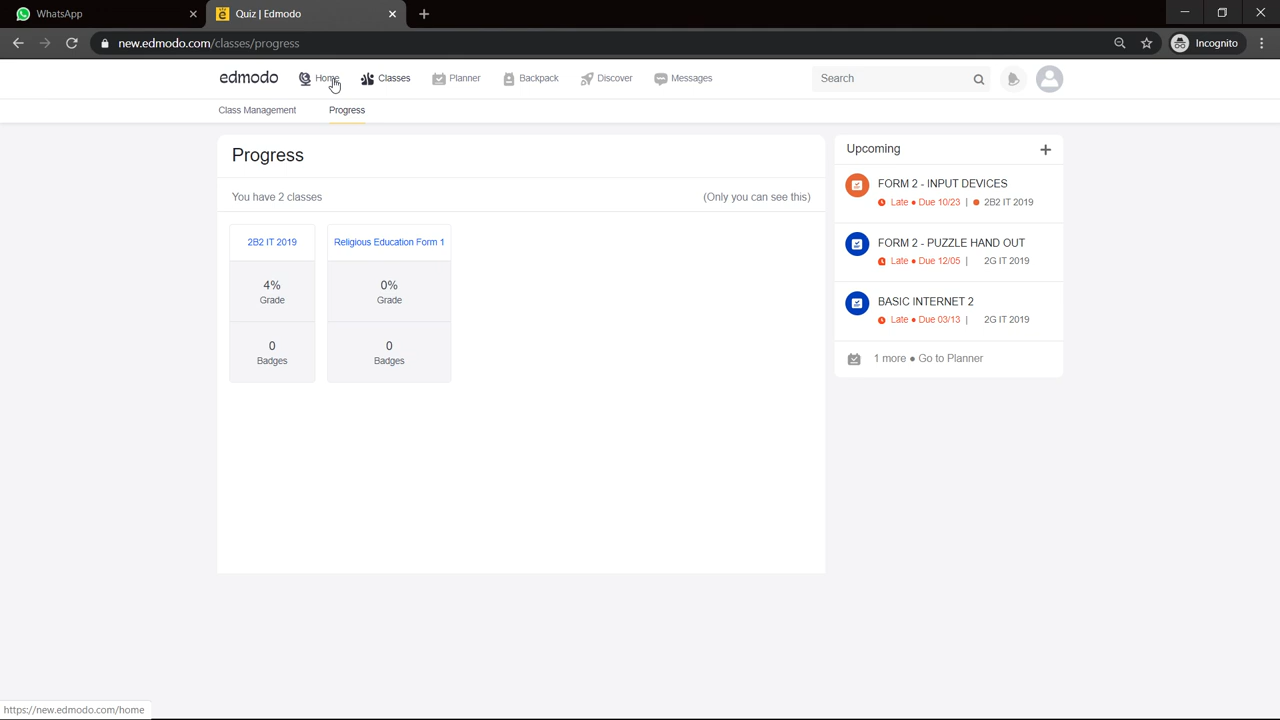 WhatsApp
Quiz | Edmodo
new.edmodo.com/classes/progress
Incognito
edmodo
Home
Classes
Planner
Backpack
Discover
Messages
Search
Class Management
Progress
Progress
You have 2 classes
(Only you can see this)
2B2 IT 2019
4%
Grade
0
Badges
Religious Education Form 1
0%
Grade
0
Badges
Upcoming
FORM 2 - INPUT DEVICES
Late • Due 10/23 | 2B2 IT 2019
FORM 2 - PUZZLE HAND OUT
Late • Due 12/05 | 2G IT 2019
BASIC INTERNET 2
Late • Due 03/13 | 2G IT 2019
1 more • Go to Planner
https://new.edmodo.com/home